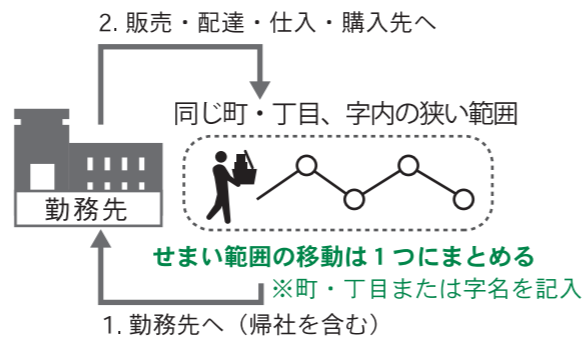 2. 販売・配達・仕入・購入先へ
同じ町・丁目、字内の狭い範囲
勤務先
せまい範囲の移動は1つにまとめる
※町・丁目または字名を記入
1. 勤務先へ（帰社を含む）